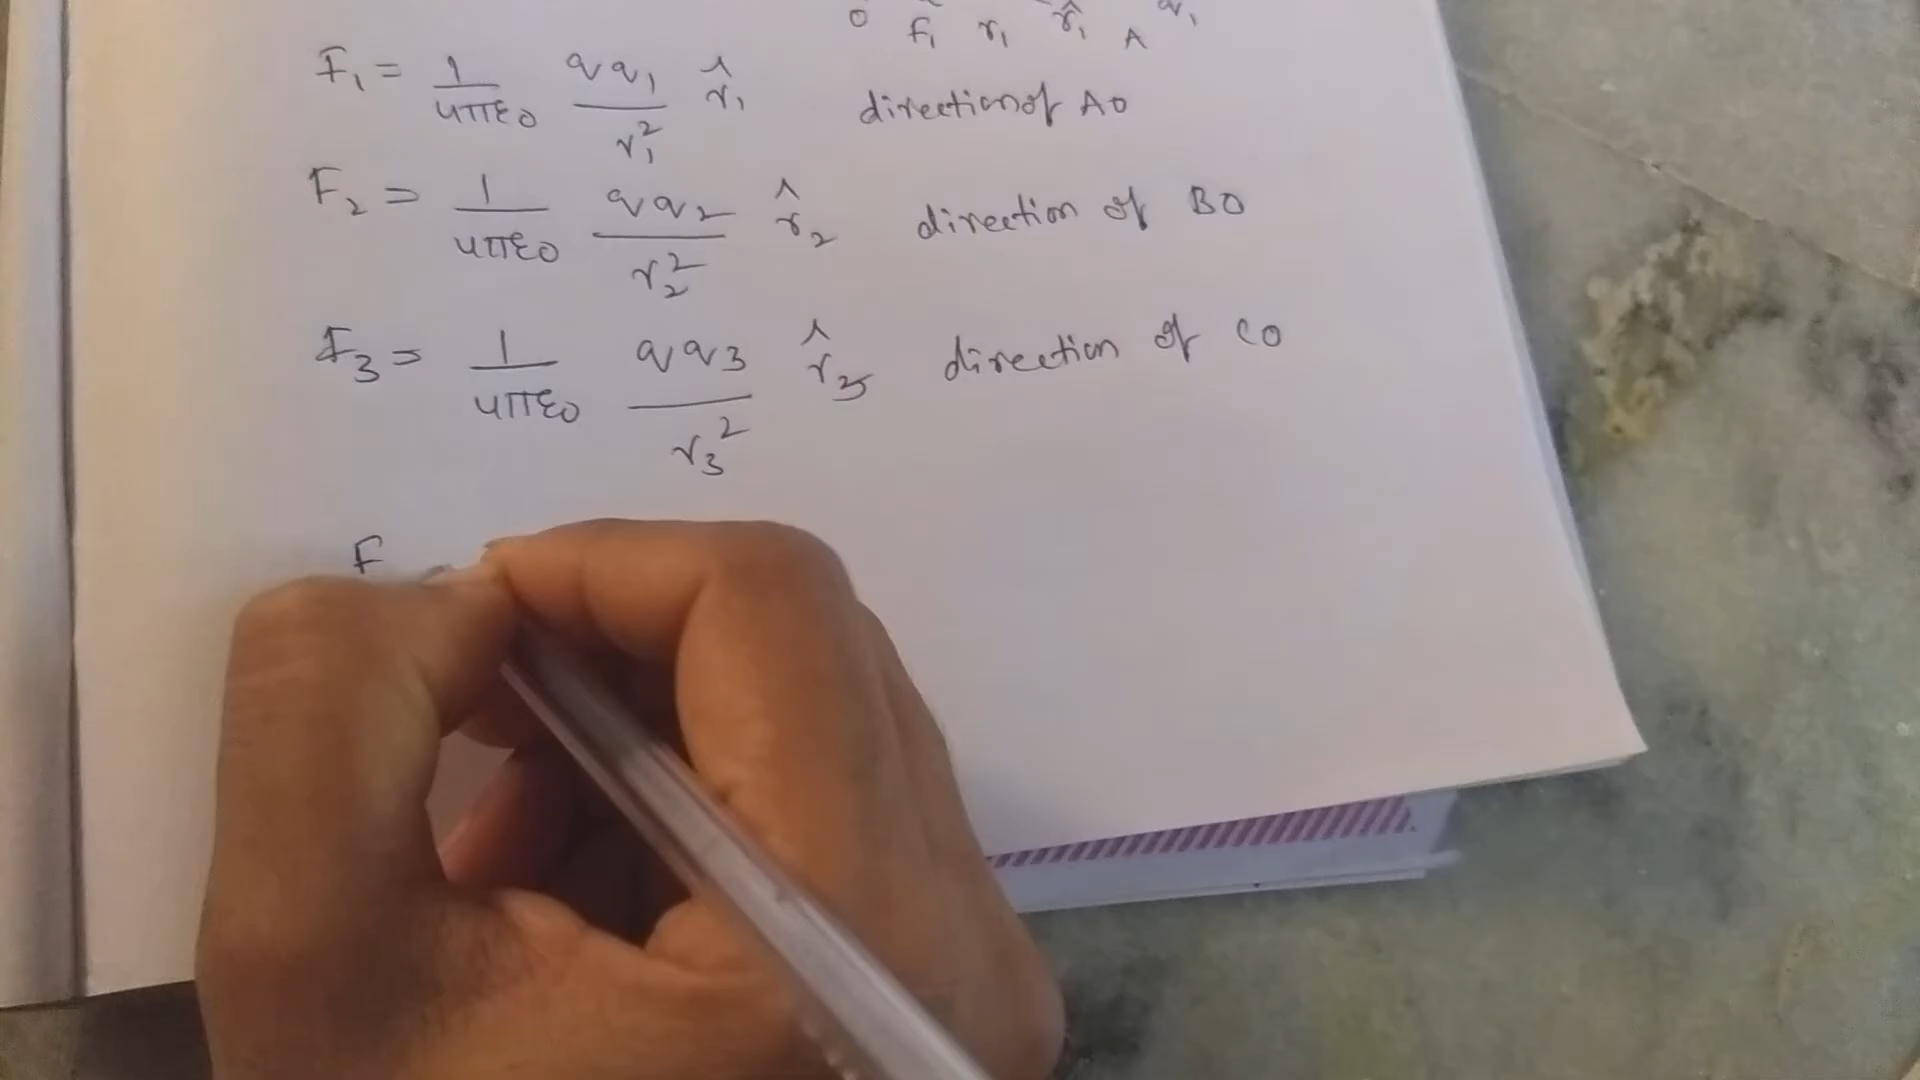 O F₁ r₁ r̂₁ A q₁
F₁ = 1/4πε0 qq₁/r₁² r̂₁ direction of AO
F₂ = 1/4πε0 qq₂/r₂² r̂₂ direction of BO
F₃ = 1/4πε0 qq₃/r₃² r̂₃ direction of CO
F